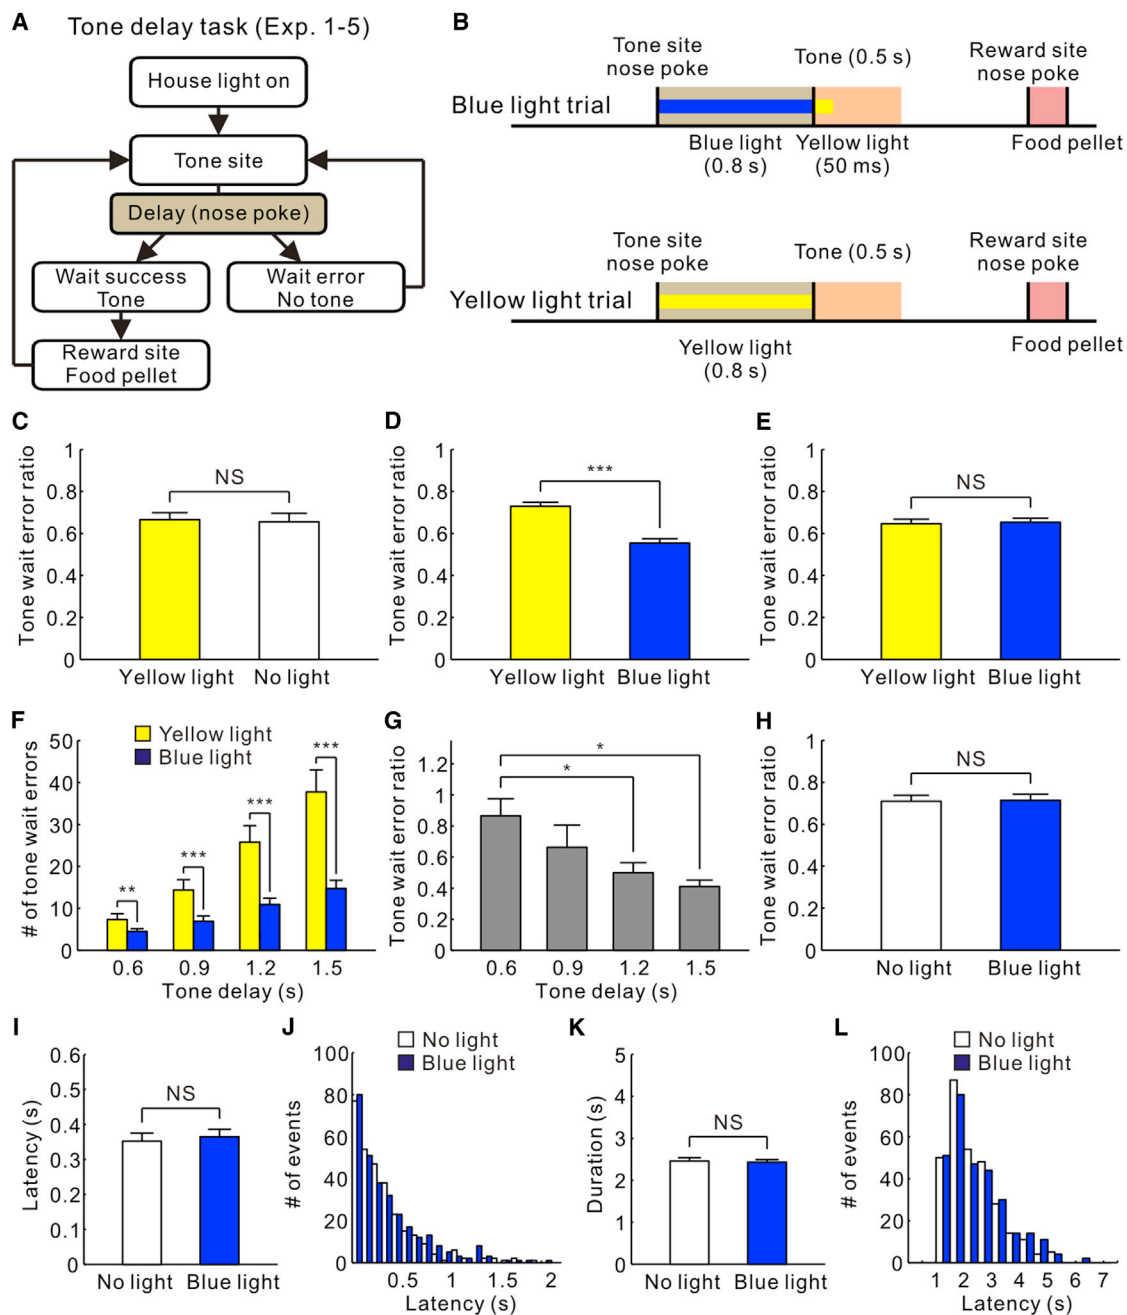 A Tone delay task (Exp. 1-5)
House light on
Tone site
Delay (nose poke)
Wait success
Tone
Wait error
No tone
Reward site
Food pellet
B
Tone site
nose poke
Tone (0.5 s)
Reward site
nose poke
Blue light trial
Blue light
(0.8 s)
Yellow light
(50 ms)
Food pellet
Tone site
nose poke
Tone (0.5 s)
Reward site
nose poke
Yellow light trial
Yellow light
(0.8 s)
Food pellet
C
Tone wait error ratio
1
0.8
0.6
0.4
0.2
0
NS
Yellow light No light
D
Tone wait error ratio
1
0.8
0.6
0.4
0.2
0
***
Yellow light Blue light
E
Tone wait error ratio
1
0.8
0.6
0.4
0.2
0
NS
Yellow light Blue light
F
Yellow light
Blue light
# of tone wait errors
50
40
30
20
10
0
**
***
***
***
0.6 0.9 1.2 1.5
Tone delay (s)
G
Tone wait error ratio
1.2
1
0.8
0.6
0.4
0.2
0
*
*
0.6 0.9 1.2 1.5
Tone delay (s)
H
Tone wait error ratio
1
0.8
0.6
0.4
0.2
0
NS
No light Blue light
I
Latency (s)
0.6
0.5
0.4
0.3
0.2
0.1
0
NS
No light Blue light
J
No light
Blue light
# of events
100
80
60
40
20
0
0.5 1 1.5 2
Latency (s)
K
Duration (s)
5
4
3
2
1
0
NS
No light Blue light
L
No light
Blue light
# of events
100
80
60
40
20
0
1 2 3 4 5 6 7
Latency (s)